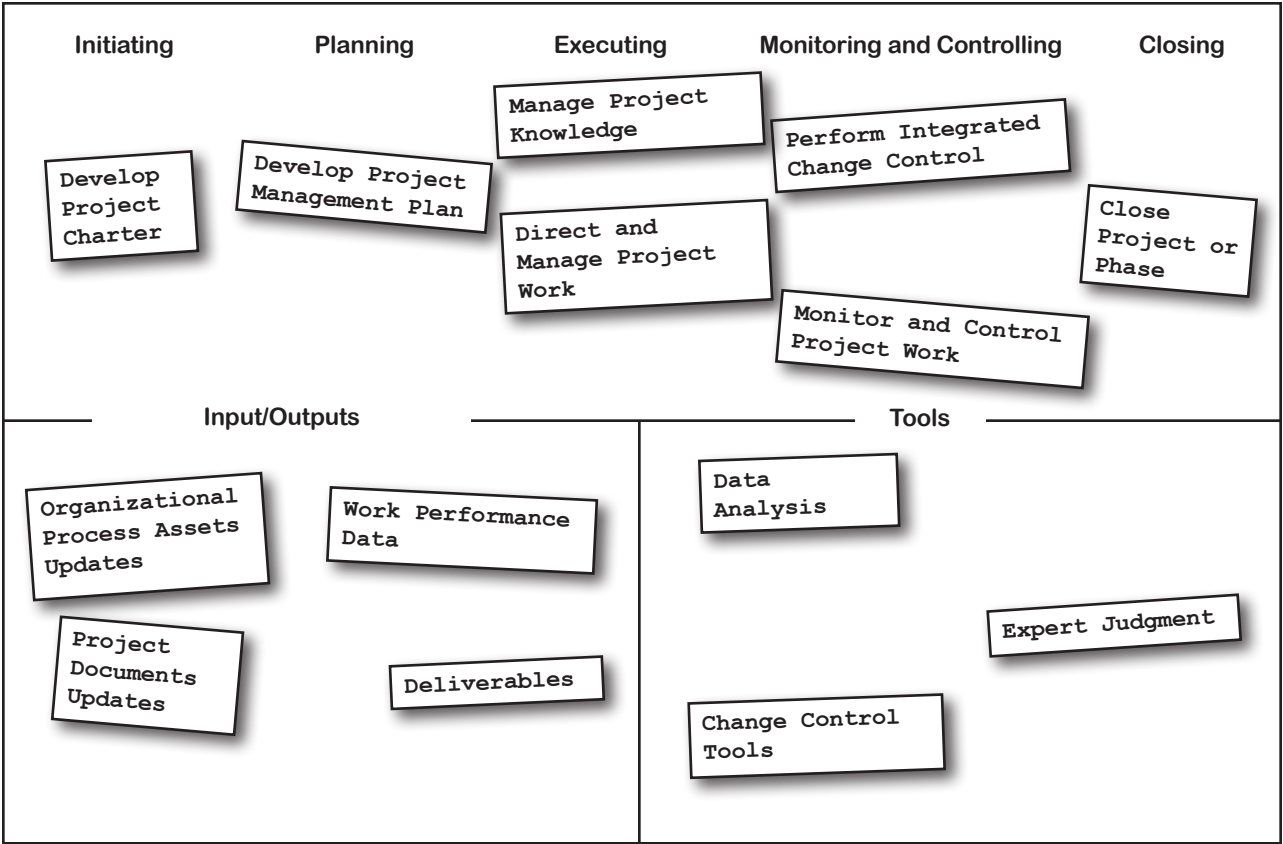 Initiating
Planning
Executing
Monitoring and Controlling
Closing
Develop
Project
Charter
Develop Project
Management Plan
Manage Project
Knowledge
Direct and
Manage Project
Work
Perform Integrated
Change Control
Monitor and Control
Project Work
Close
Project or
Phase
Input/Outputs
Organizational
Process Assets
Updates
Work Performance
Data
Project
Documents
Updates
Deliverables
Tools
Data
Analysis
Expert Judgment
Change Control
Tools